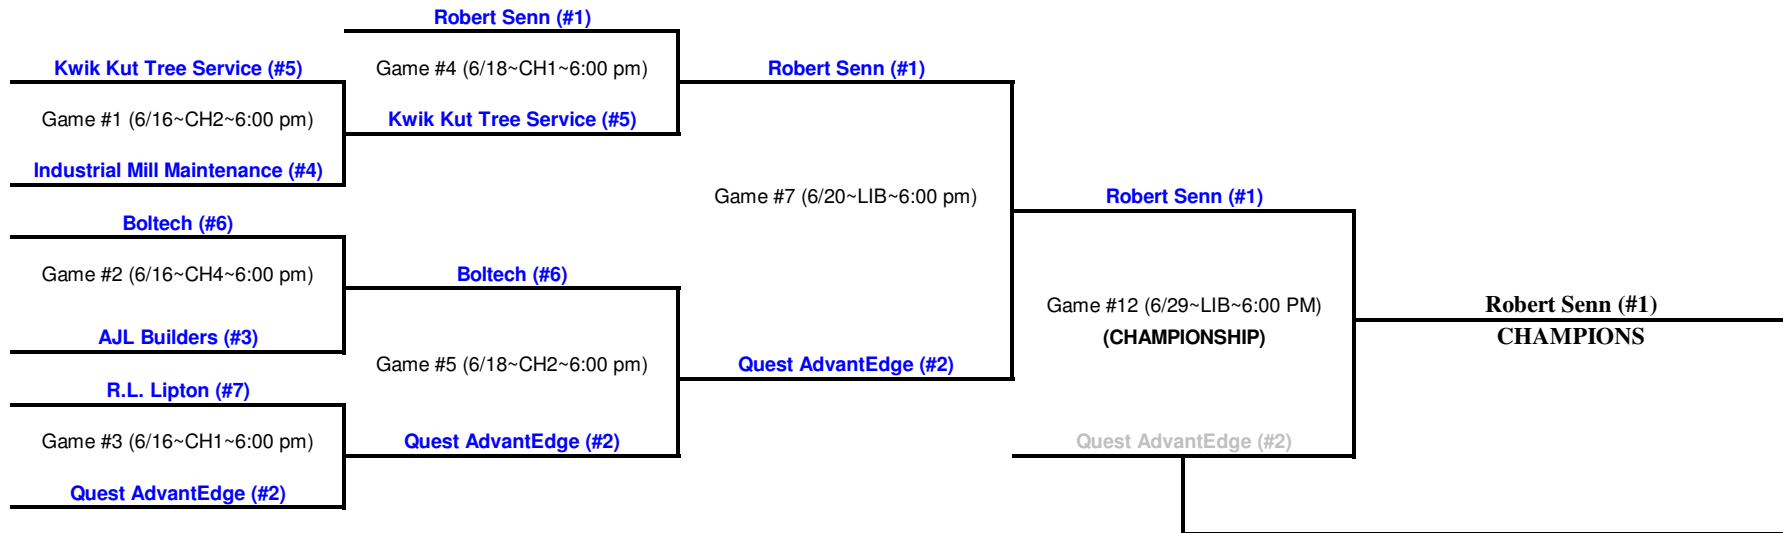 Robert Senn (#1)
Kwik Kut Tree Service (#5)
Game #4 (6/18~CH1~6:00 pm)
Robert Senn (#1)
Game #1 (6/16~CH2~6:00 pm)
Kwik Kut Tree Service (#5)
Industrial Mill Maintenance (#4)
Game #7 (6/20~LIB~6:00 pm)
Robert Senn (#1)
Boltech (#6)
Game #2 (6/16~CH4~6:00 pm)
Boltech (#6)
Game #12 (6/29~LIB~6:00 PM)
Robert Senn (#1)
AJL Builders (#3)
(CHAMPIONSHIP)
CHAMPIONS
Game #5 (6/18~CH2~6:00 pm)
Quest AdvantEdge (#2)
R.L. Lipton (#7)
Game #3 (6/16~CH1~6:00 pm)
Quest AdvantEdge (#2)
Quest AdvantEdge (#2)
Quest AdvantEdge (#2)